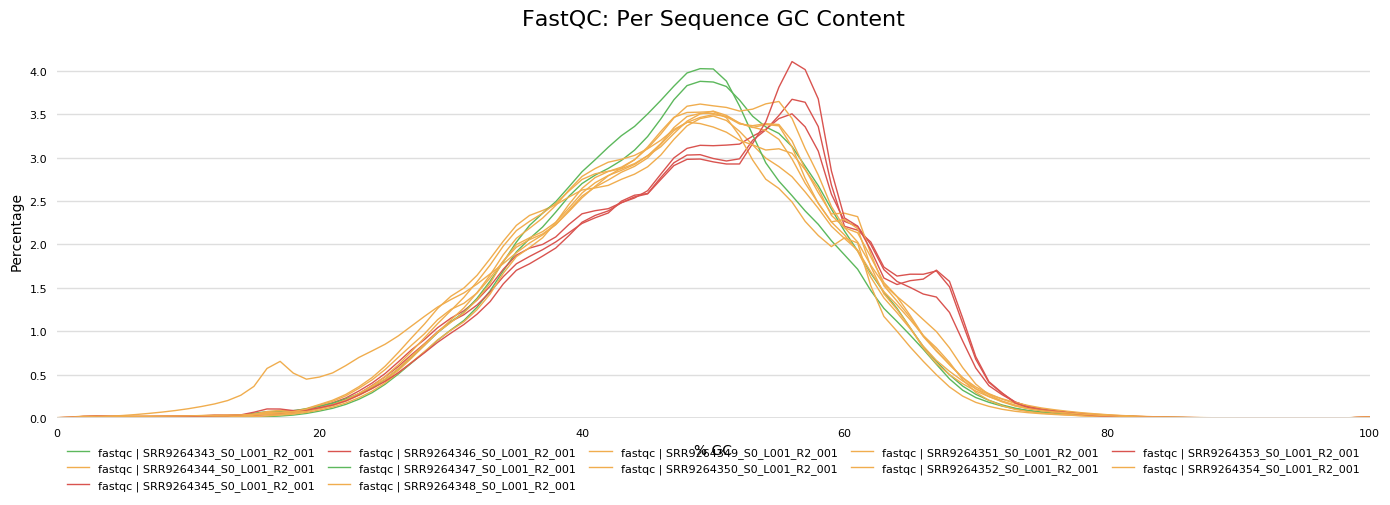 FastQC: Per Sequence GC Content
Percentage
4.0
3.5
3.0
2.5
2.0
1.5
1.0
0.5
0.0
0 20 40 60 80 100
% GC
fastqc | SRR9264343_S0_L001_R2_001 fastqc | SRR9264346_S0_L001_R2_001 fastqc | SRR9264349_S0_L001_R2_001 fastqc | SRR9264351_S0_L001_R2_001 fastqc | SRR9264353_S0_L001_R2_001
fastqc | SRR9264344_S0_L001_R2_001 fastqc | SRR9264347_S0_L001_R2_001 fastqc | SRR9264350_S0_L001_R2_001 fastqc | SRR9264352_S0_L001_R2_001 fastqc | SRR9264354_S0_L001_R2_001
fastqc | SRR9264345_S0_L001_R2_001 fastqc | SRR9264348_S0_L001_R2_001